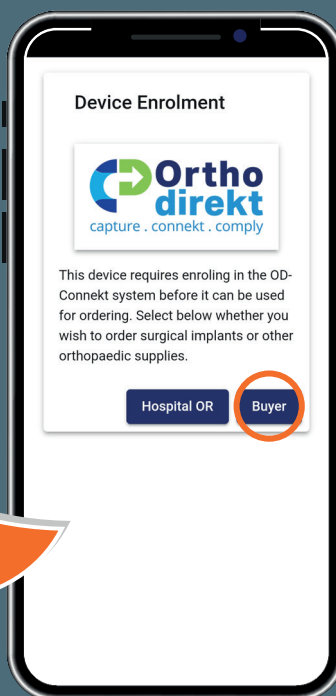 Device Enrolment
Ortho
direkt
capture . connekt . comply
This device requires enroling in the OD-
Connekt system before it can be used
for ordering. Select below whether you
wish to order surgical implants or other
orthopaedic supplies.
Hospital OR Buyer